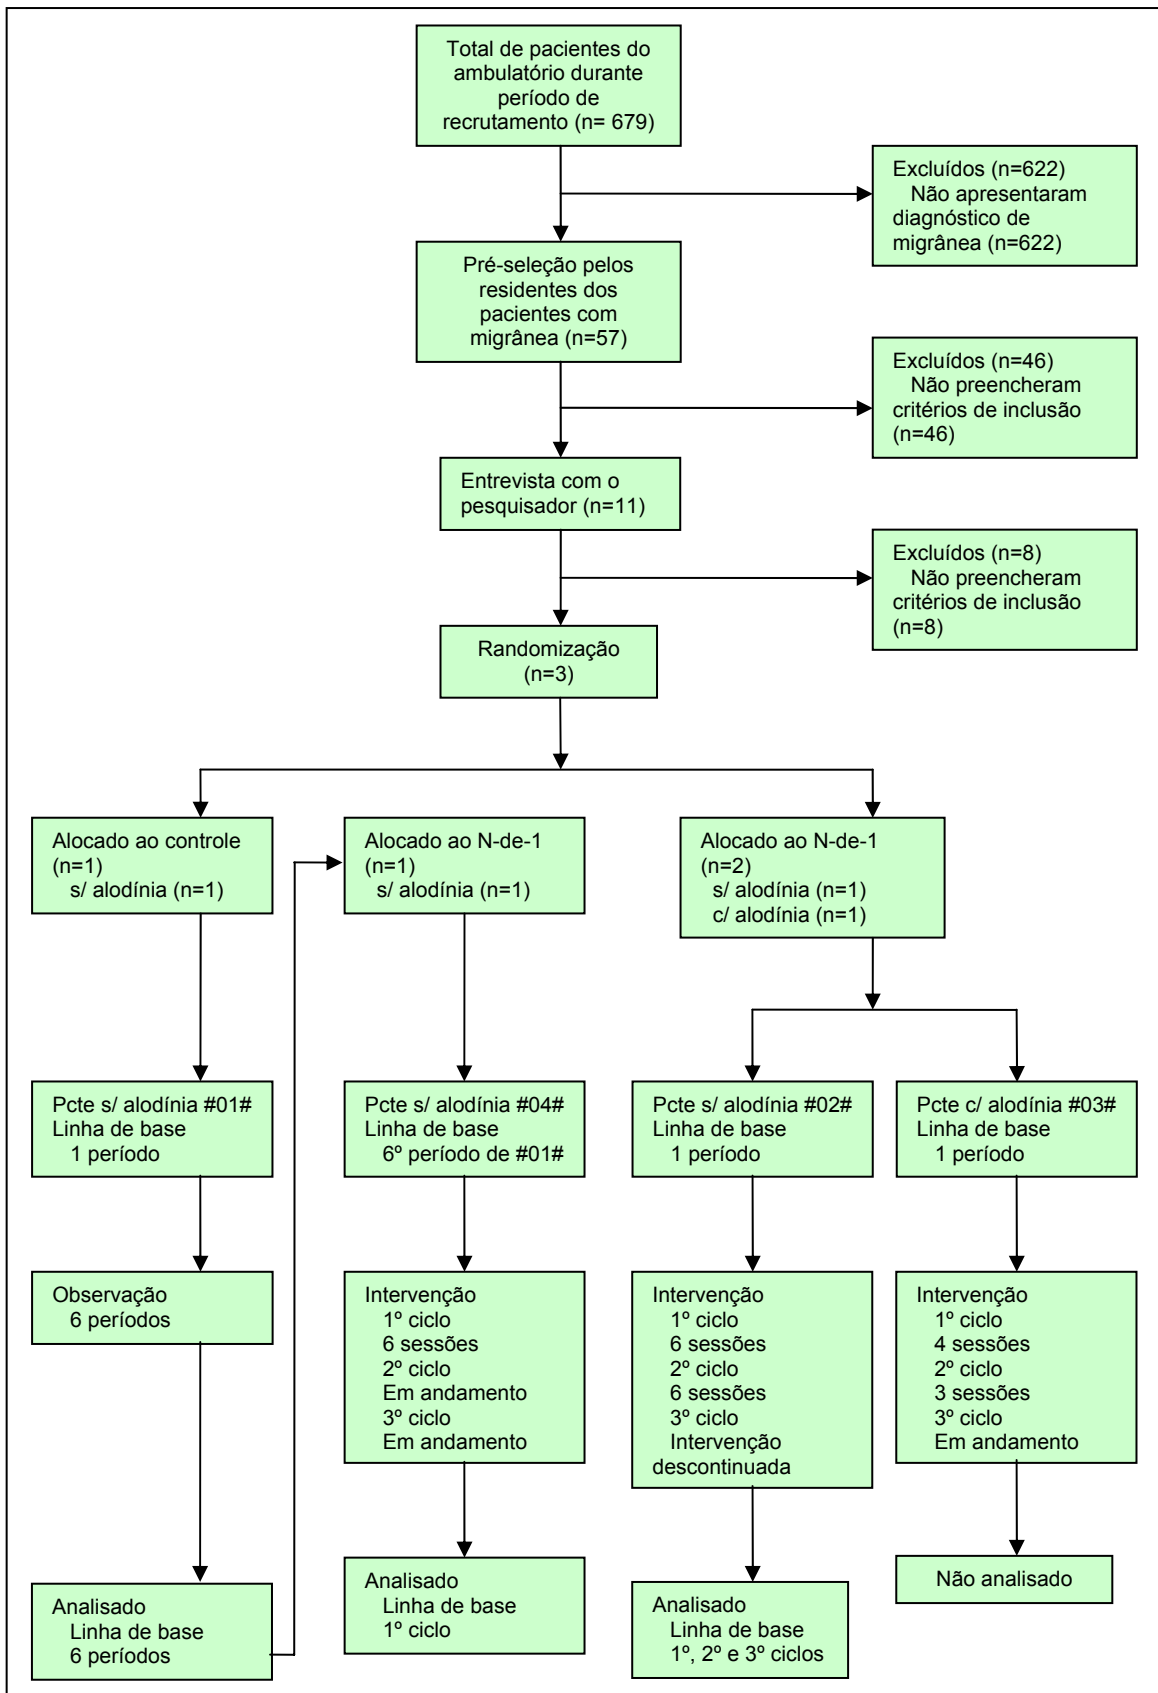 Total de pacientes do
ambulatório durante
período de
recrutamento (n= 679)
Excluídos (n=622)
Não apresentaram
diagnóstico de
migrânea (n=622)
Pré-seleção pelos
residentes dos
pacientes com
migrânea (n=57)
Excluídos (n=46)
Não preencheram
critérios de inclusão
(n=46)
Entrevista com o
pesquisador (n=11)
Excluídos (n=8)
Não preencheram
critérios de inclusão
(n=8)
Randomização
(n=3)
Alocado ao controle
(n=1)
s/ alodínia (n=1)
Alocado ao N-de-1
(n=1)
s/ alodínia (n=1)
Alocado ao N-de-1
(n=2)
s/ alodínia (n=1)
c/ alodínia (n=1)
Pcte s/ alodínia #01#
Linha de base
1 período
Pcte s/ alodínia #04#
Linha de base
6º período de #01#
Pcte s/ alodínia #02#
Linha de base
1 período
Pcte c/ alodínia #03#
Linha de base
1 período
Observação
6 períodos
Intervenção
1º ciclo
6 sessões
2º ciclo
Em andamento
3º ciclo
Em andamento
Intervenção
1º ciclo
6 sessões
2º ciclo
6 sessões
3º ciclo
Intervenção
descontinuada
Intervenção
1º ciclo
4 sessões
2º ciclo
3 sessões
3º ciclo
Em andamento
Analisado
Linha de base
6 períodos
Analisado
Linha de base
1º ciclo
Analisado
Linha de base
1º, 2º e 3º ciclos
Não analisado